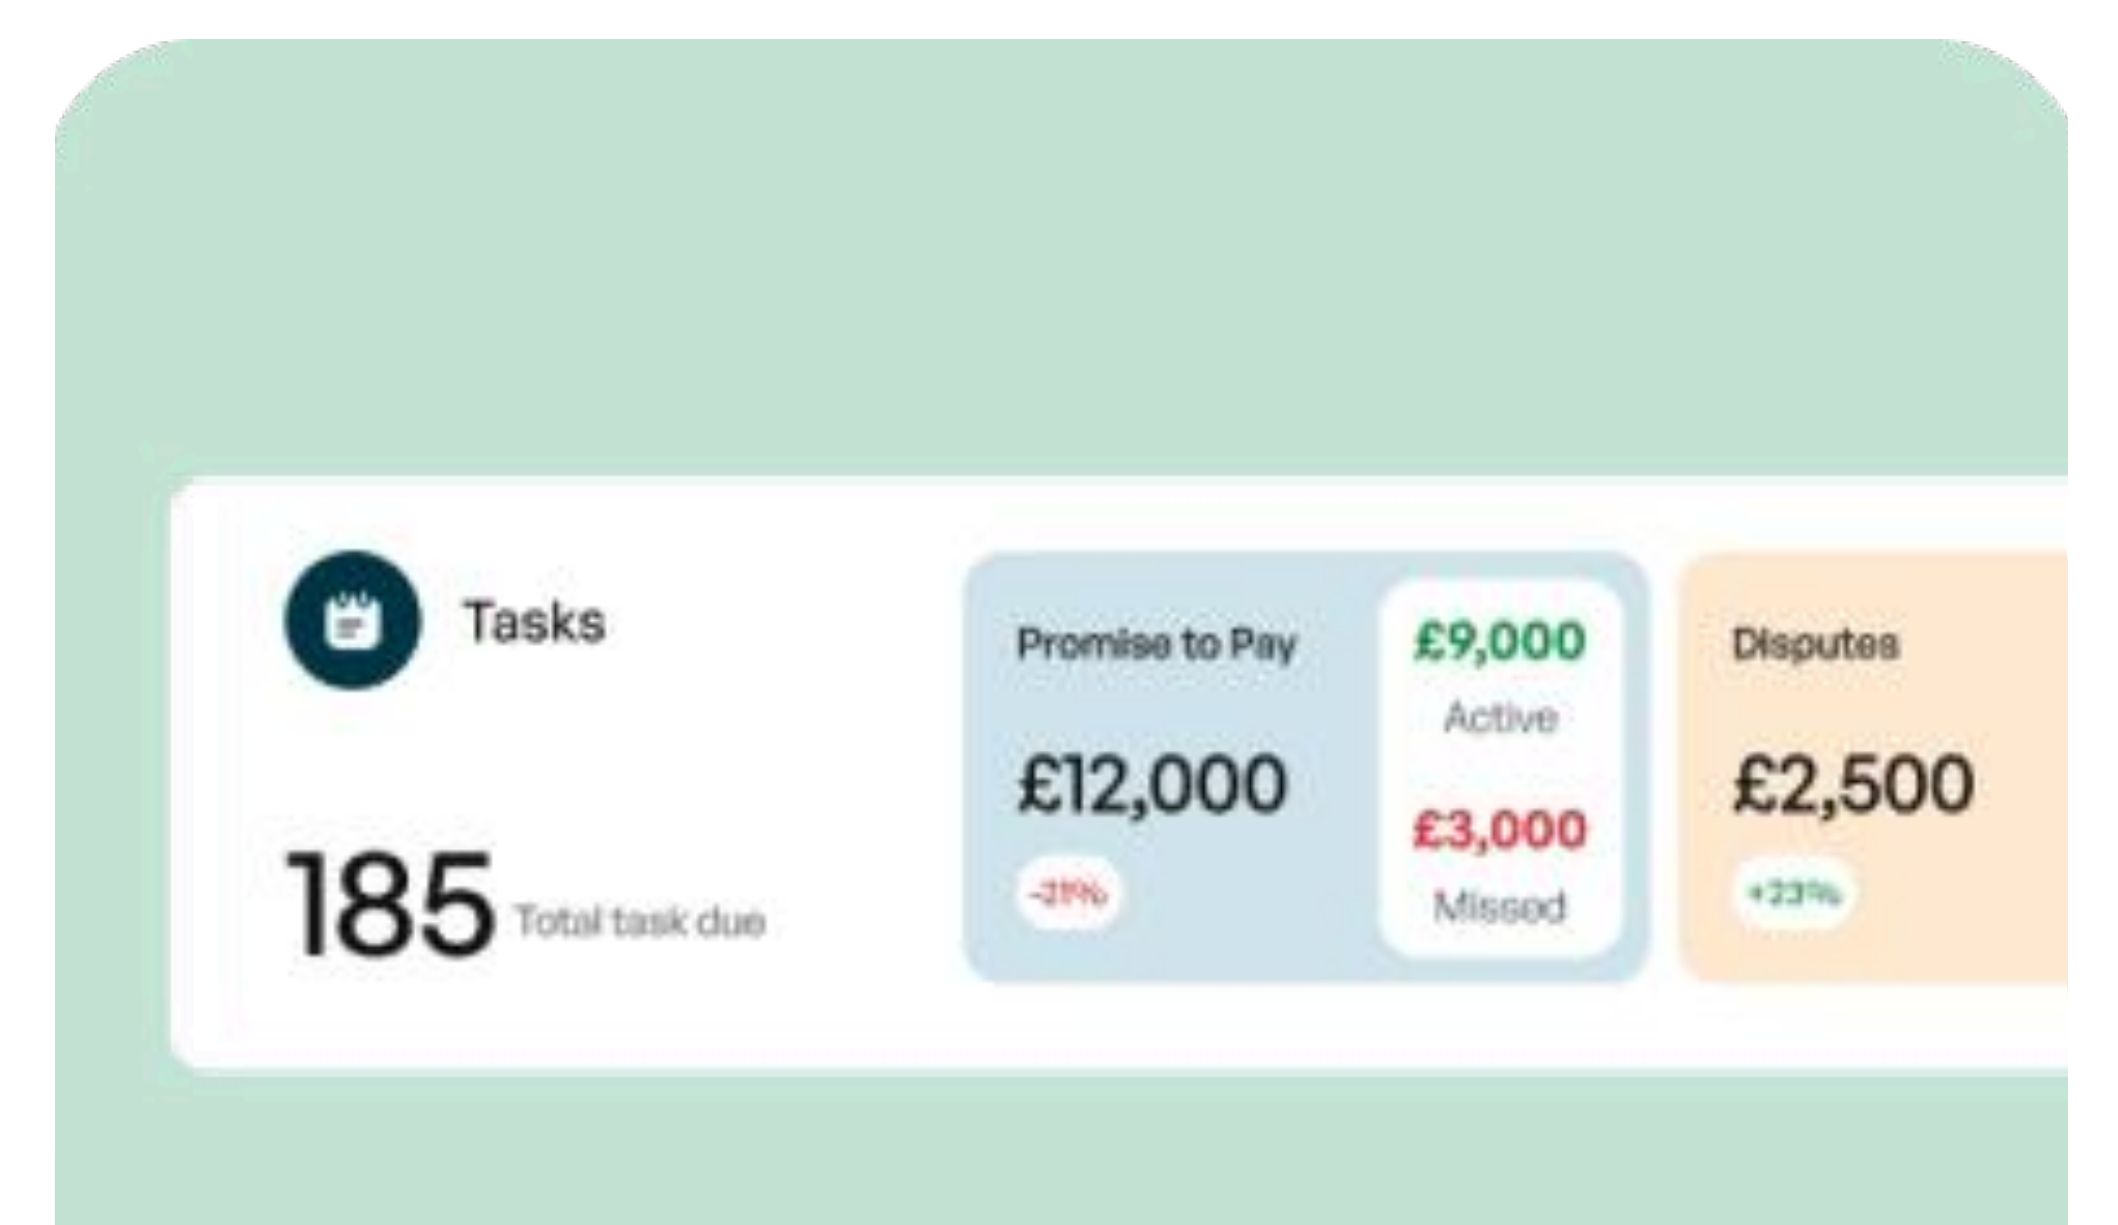 Tasks
185 Total task due
Promise to Pay
£12,000
-21%
£9,000
Active
£3,000
Missed
Disputes
£2,500
+23%